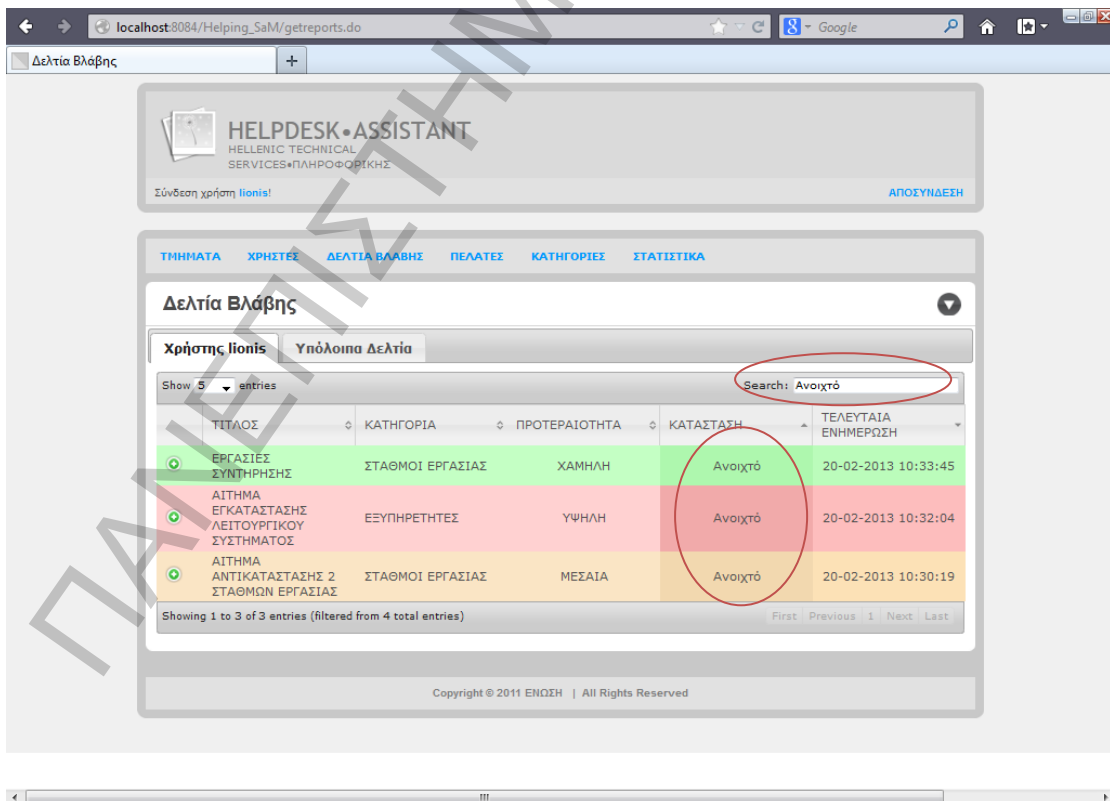 localhost:8084/Helping_SaM/getreports.do
Google
Δελτία Βλάβης
HELPDESK•ASSISTANT
HELLENIC TECHNICAL
SERVICES•ΠΛΗΡΟΦΟΡΙΚΗΣ
Σύνδεση χρήστη lionis!
ΑΠΟΣΥΝΔΕΣΗ
ΤΜΗΜΑΤΑ ΧΡΗΣΤΕΣ ΔΕΛΤΙΑ ΒΛΑΒΗΣ ΠΕΛΑΤΕΣ ΚΑΤΗΓΟΡΙΕΣ ΣΤΑΤΙΣΤΙΚΑ
Δελτία Βλάβης
Χρήστης lionis Υπόλοιπα Δελτία
Show 5 entries Search: Ανοιχτό
ΤΙΤΛΟΣ ΚΑΤΗΓΟΡΙΑ ΠΡΟΤΕΡΑΙΟΤΗΤΑ ΚΑΤΑΣΤΑΣΗ ΤΕΛΕΥΤΑΙΑ
ΕΝΗΜΕΡΩΣΗ
ΕΡΓΑΣΙΕΣ
ΣΥΝΤΗΡΗΣΗΣ
ΣΤΑΘΜΟΙ ΕΡΓΑΣΙΑΣ ΧΑΜΗΛΗ Ανοιχτό 20-02-2013 10:33:45
ΑΙΤΗΜΑ
ΕΓΚΑΤΑΣΤΑΣΗΣ
ΛΕΙΤΟΥΡΓΙΚΟΥ
ΣΥΣΤΗΜΑΤΟΣ
ΕΞΥΠΗΡΕΤΗΤΕΣ ΥΨΗΛΗ Ανοιχτό 20-02-2013 10:32:04
ΑΙΤΗΜΑ
ΑΝΤΙΚΑΤΑΣΤΑΣΗΣ 2
ΣΤΑΘΜΩΝ ΕΡΓΑΣΙΑΣ
ΣΤΑΘΜΟΙ ΕΡΓΑΣΙΑΣ ΜΕΣΑΙΑ Ανοιχτό 20-02-2013 10:30:19
Showing 1 to 3 of 3 entries (filtered from 4 total entries)
First Previous 1 Next Last
Copyright © 2011 ΕΝΩΣΗ | All Rights Reserved
ΠΑΝΕΠΙΣΤΗΜ